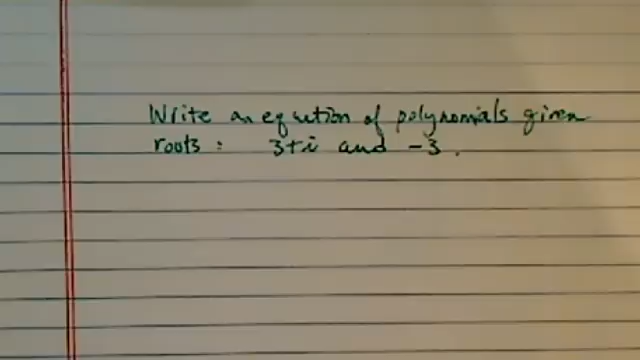 Write an equation of polynomials given
roots : 3+i and -3.